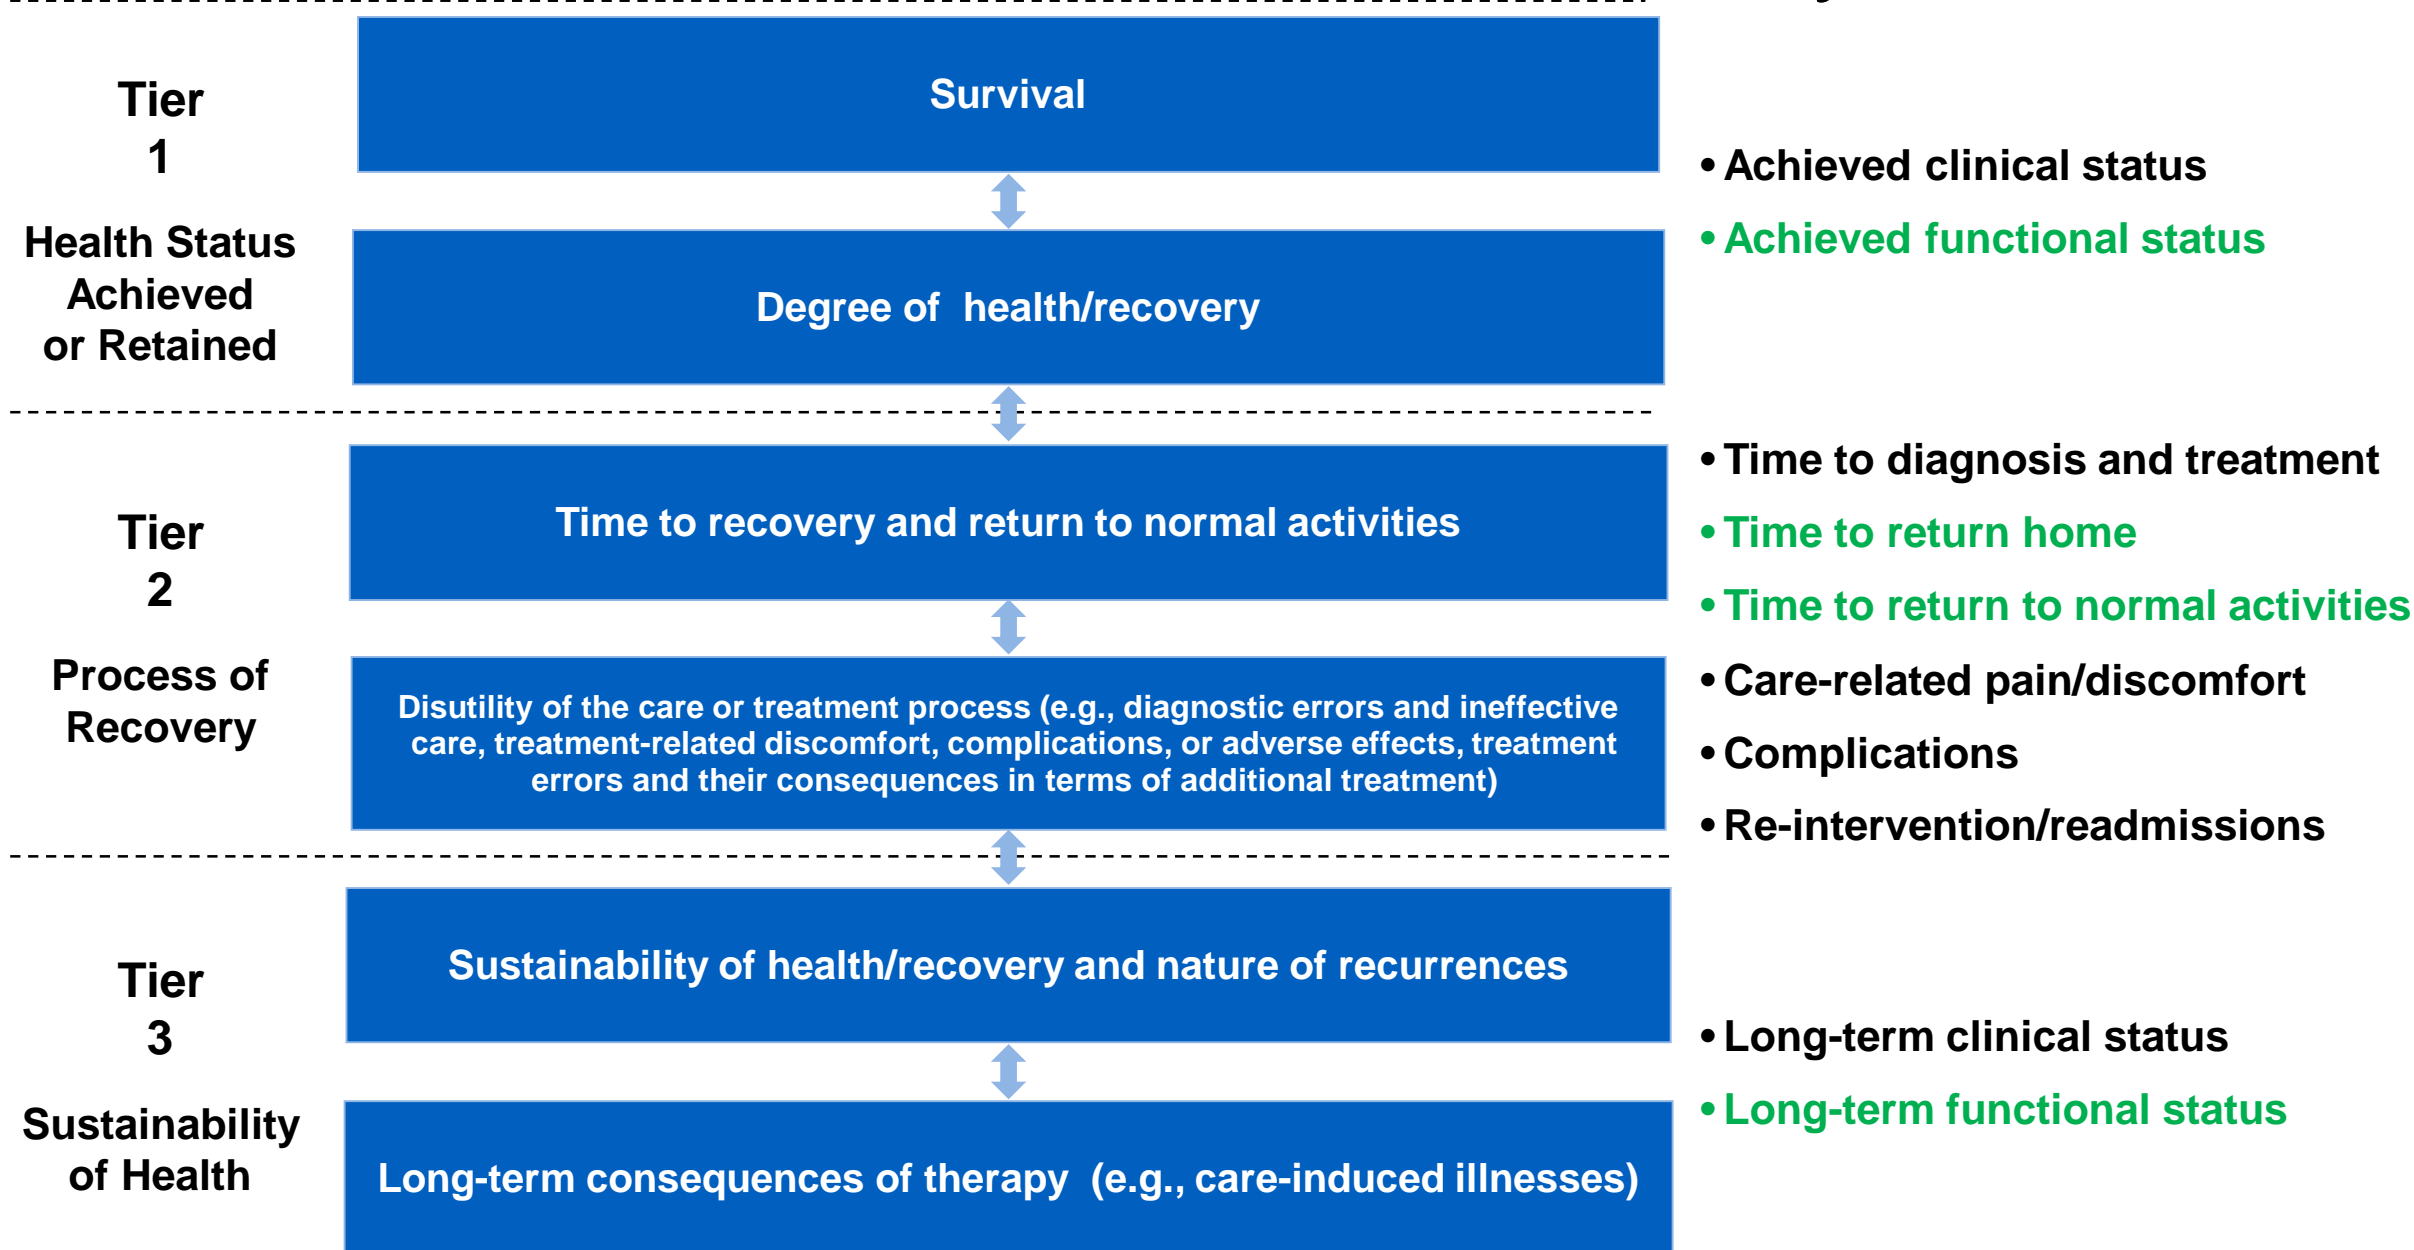 Tier
1
Health Status
Achieved
or Retained
Survival
Degree of  health/recovery
• Achieved clinical status
• Achieved functional status
Tier
2
Process of
Recovery
Time to recovery and return to normal activities
Disutility of the care or treatment process (e.g., diagnostic errors and ineffective
care, treatment-related discomfort, complications, or adverse effects, treatment
errors and their consequences in terms of additional treatment)
• Time to diagnosis and treatment
• Time to return home
• Time to return to normal activities
• Care-related pain/discomfort
• Complications
• Re-intervention/readmissions
Tier
3
Sustainability
of Health
Sustainability of health/recovery and nature of recurrences
Long-term consequences of therapy  (e.g., care-induced illnesses)
• Long-term clinical status
• Long-term functional status